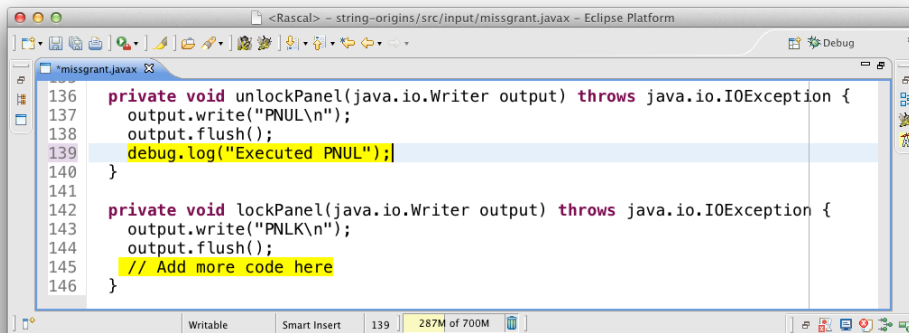 <Rascal> - string-origins/src/input/missgrant.javax - Eclipse Platform
Debug
*missgrant.javax
136 private void unlockPanel(java.io.Writer output) throws java.io.IOException {
137 output.write("PNUL\n");
138 output.flush();
139 debug.log("Executed PNUL");
140 }
141
142 private void lockPanel(java.io.Writer output) throws java.io.IOException {
143 output.write("PNLK\n");
144 output.flush();
145 // Add more code here
146 }
Writable Smart Insert 139 287M of 700M